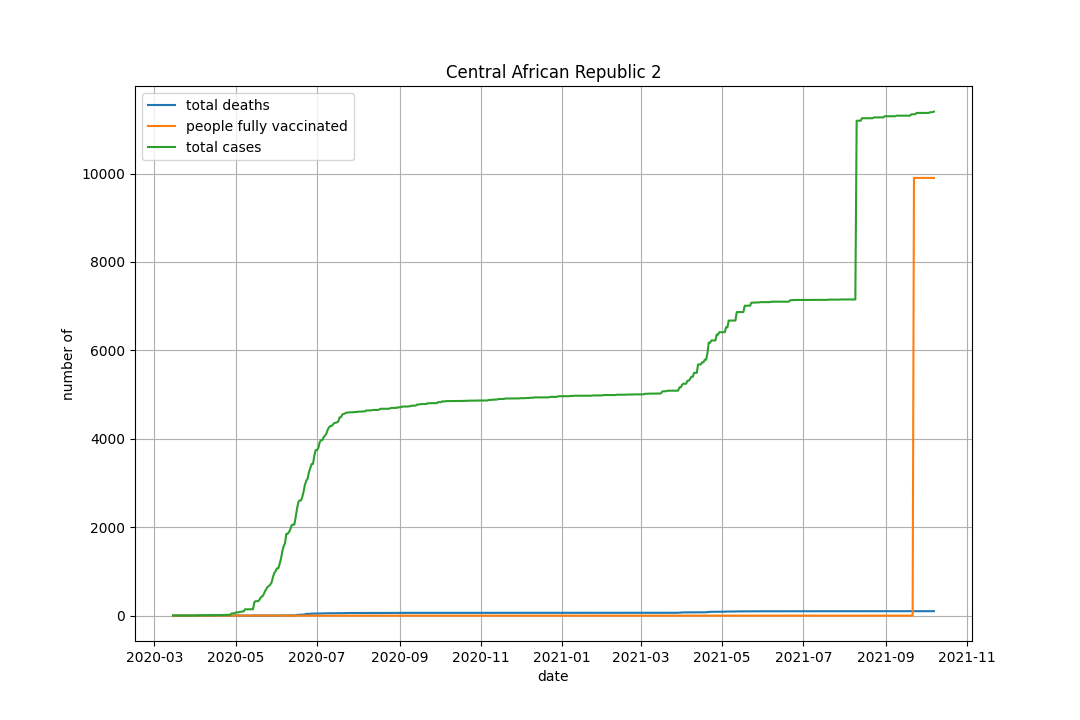 Central African Republic 2
total deaths
people fully vaccinated
total cases
number of
10000
8000
6000
4000
2000
0
2020-03 2020-05 2020-07 2020-09 2020-11 2021-01 2021-03 2021-05 2021-07 2021-09 2021-11
date